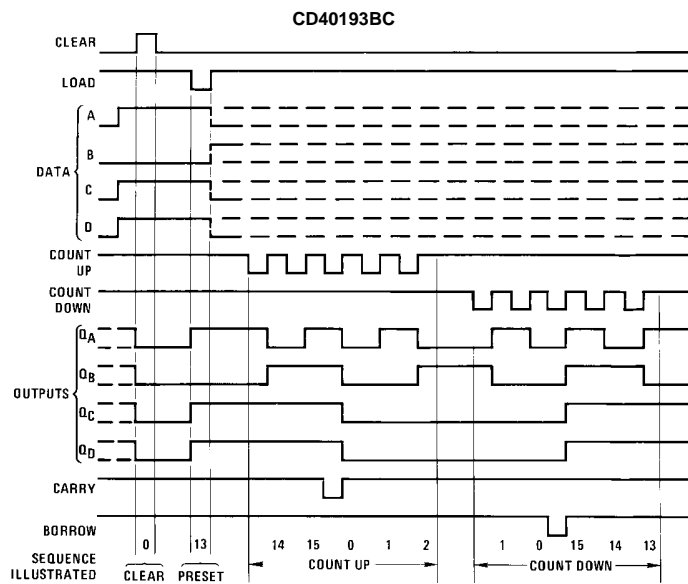 CD40193BC
CLEAR
LOAD
DATA
A
B
C
D
COUNT
UP
COUNT
DOWN
OUTPUTS
QA
QB
QC
QD
CARRY
BORROW
SEQUENCE
ILLUSTRATED
0 13 14 15 0 1 2 1 0 15 14 13
CLEAR PRESET COUNT UP COUNT DOWN